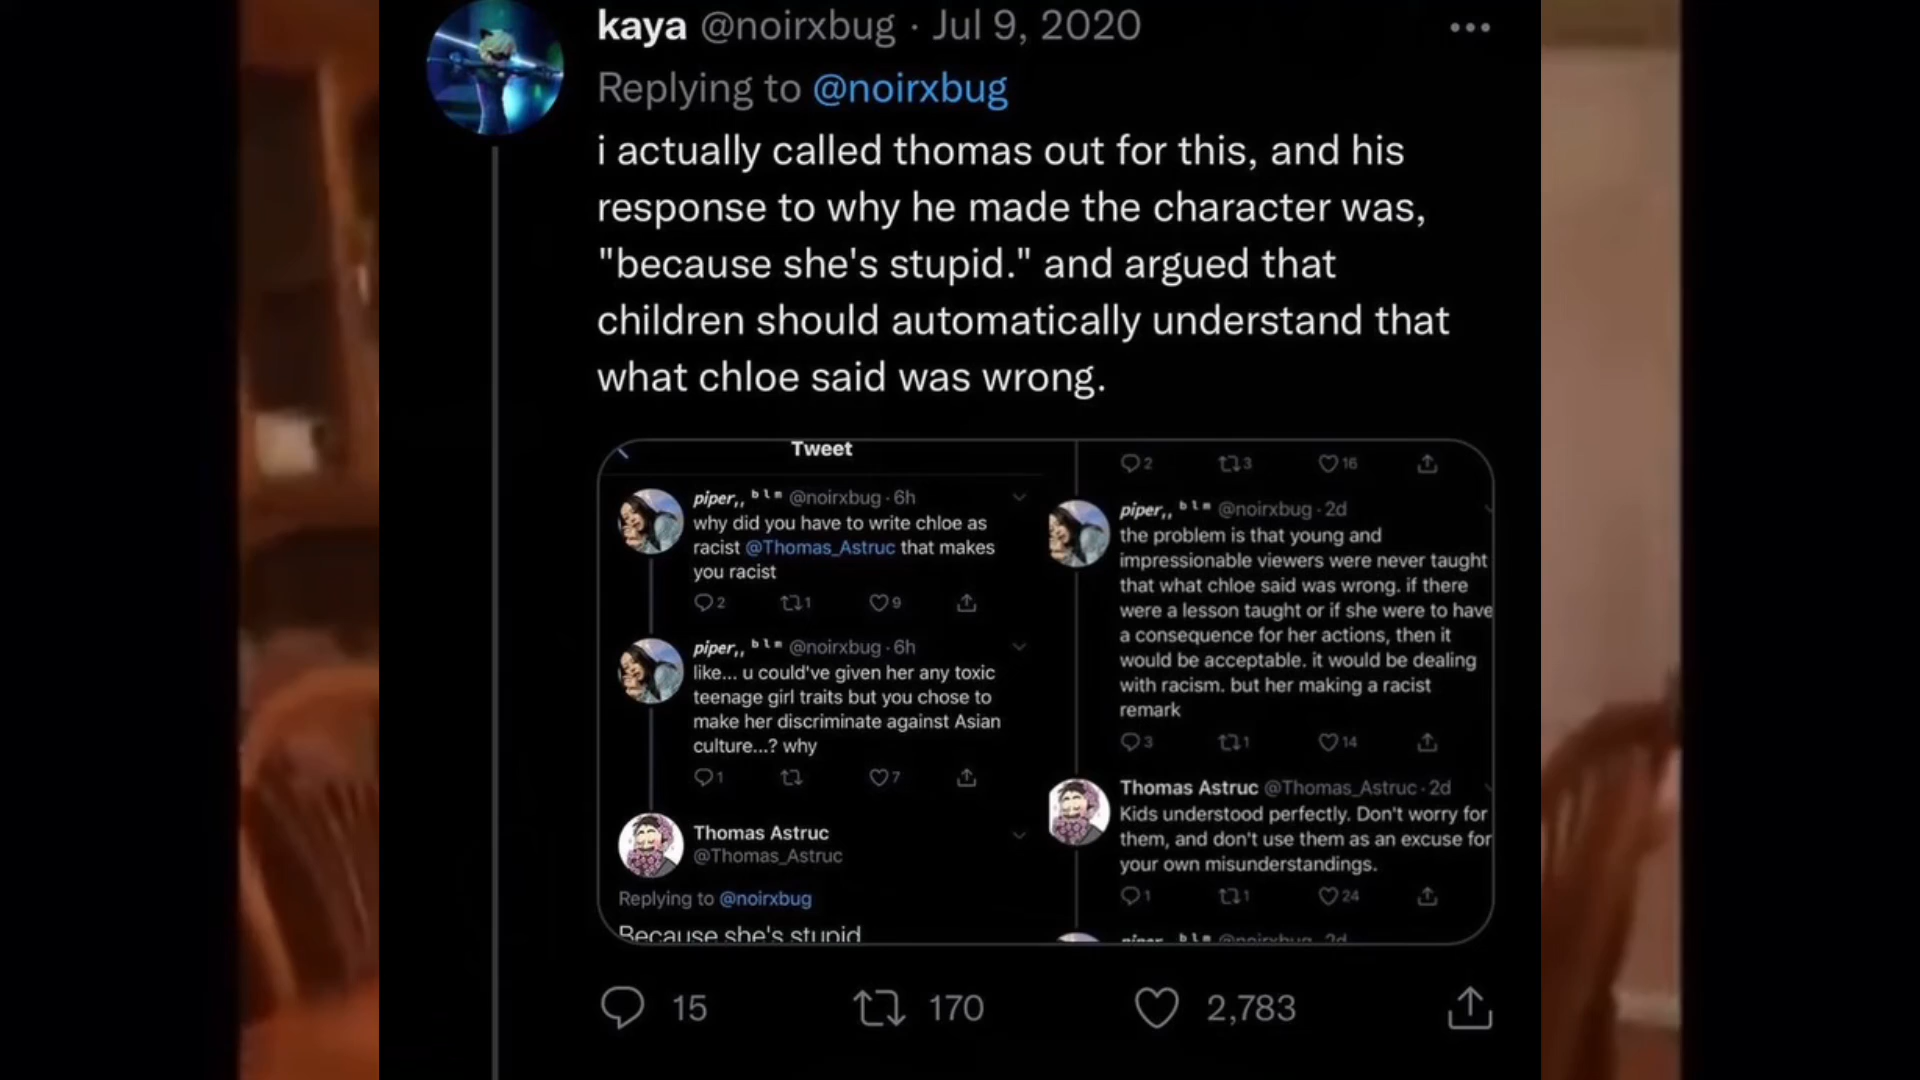 kaya @noirxbug · Jul 9, 2020
Replying to @noirxbug
i actually called thomas out for this, and his
response to why he made the character was,
"because she's stupid." and argued that
children should automatically understand that
what chloe said was wrong.
Tweet
piper,, ᵇˡᵐ @noirxbug · 6h
why did you have to write chloe as
racist @Thomas_Astruc that makes
you racist
2 1 9
piper,, ᵇˡᵐ @noirxbug · 6h
like... u could've given her any toxic
teenage girl traits but you chose to
make her discriminate against Asian
culture...? why
1 7
Thomas Astruc
@Thomas_Astruc
Replying to @noirxbug
Because she's stupid
2 3 16
piper,, ᵇˡᵐ @noirxbug · 2d
the problem is that young and
impressionable viewers were never taught
that what chloe said was wrong. if there
were a lesson taught or if she were to have
a consequence for her actions, then it
would be acceptable. it would be dealing
with racism. but her making a racist
remark
3 1 14
Thomas Astruc @Thomas_Astruc · 2d
Kids understood perfectly. Don't worry for
them, and don't use them as an excuse for
your own misunderstandings.
1 1 24
piper,, ᵇˡᵐ @noirxbug · 2d
15 170 2,783